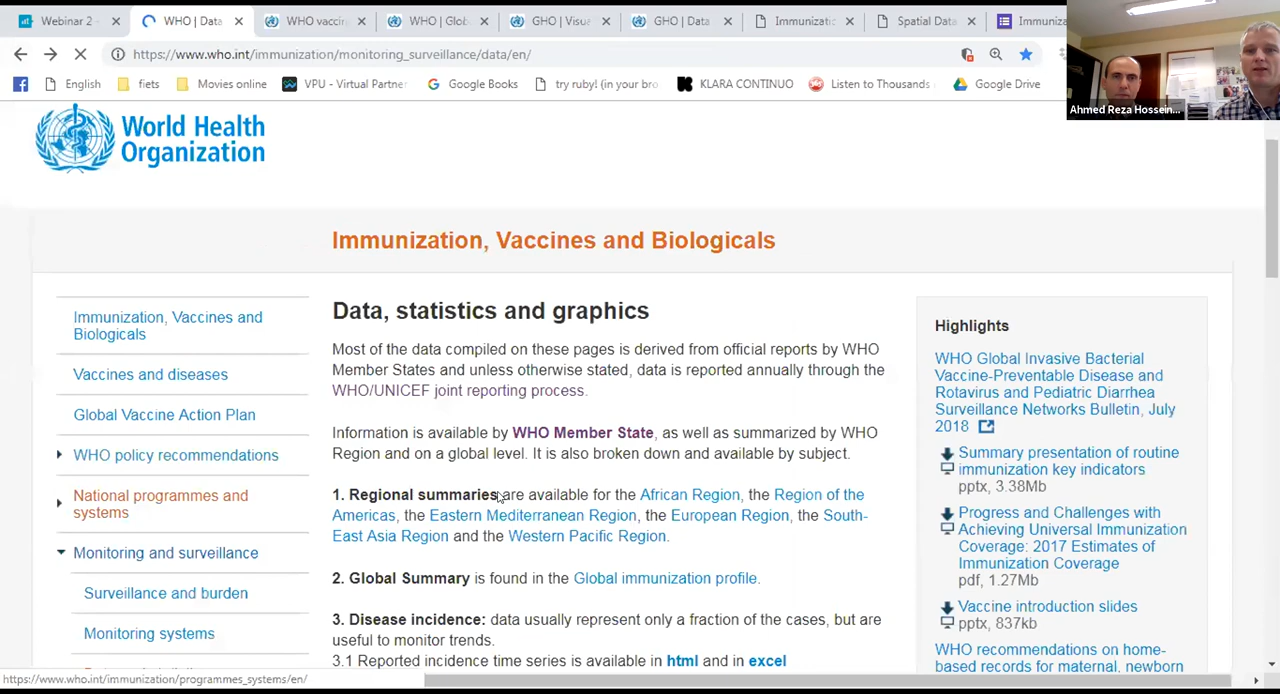 Webinar 2 -
WHO | Data
WHO vaccin
WHO | Glob
GHO | Visu
GHO | Data
Immunizatic
Spatial Data
Immuniza
https://www.who.int/immunization/monitoring_surveillance/data/en/
English
fiets
Movies online
VPU - Virtual Partne
Google Books
try ruby! (in your bro
KLARA CONTINUO
Listen to Thousands
Google Drive
Ahmed Reza Hossein...
World Health
Organization
Immunization, Vaccines and Biologicals
Immunization, Vaccines and
Biologicals
Vaccines and diseases
Global Vaccine Action Plan
WHO policy recommendations
National programmes and
systems
Monitoring and surveillance
Surveillance and burden
Monitoring systems
Data, statistics and graphics
Most of the data compiled on these pages is derived from official reports by WHO
Member States and unless otherwise stated, data is reported annually through the
WHO/UNICEF joint reporting process.
Information is available by WHO Member State, as well as summarized by WHO
Region and on a global level. It is also broken down and available by subject.
1. Regional summaries are available for the African Region, the Region of the
Americas, the Eastern Mediterranean Region, the European Region, the South-
East Asia Region and the Western Pacific Region.
2. Global Summary is found in the Global immunization profile.
3. Disease incidence: data usually represent only a fraction of the cases, but are
useful to monitor trends.
3.1 Reported incidence time series is available in html and in excel
Highlights
WHO Global Invasive Bacterial
Vaccine-Preventable Disease and
Rotavirus and Pediatric Diarrhea
Surveillance Networks Bulletin, July
2018
Summary presentation of routine
immunization key indicators
pptx, 3.38Mb
Progress and Challenges with
Achieving Universal Immunization
Coverage: 2017 Estimates of
Immunization Coverage
pdf, 1.27Mb
Vaccine introduction slides
pptx, 837kb
WHO recommendations on home-
based records for maternal, newborn
https://www.who.int/immunization/programmes_systems/en/